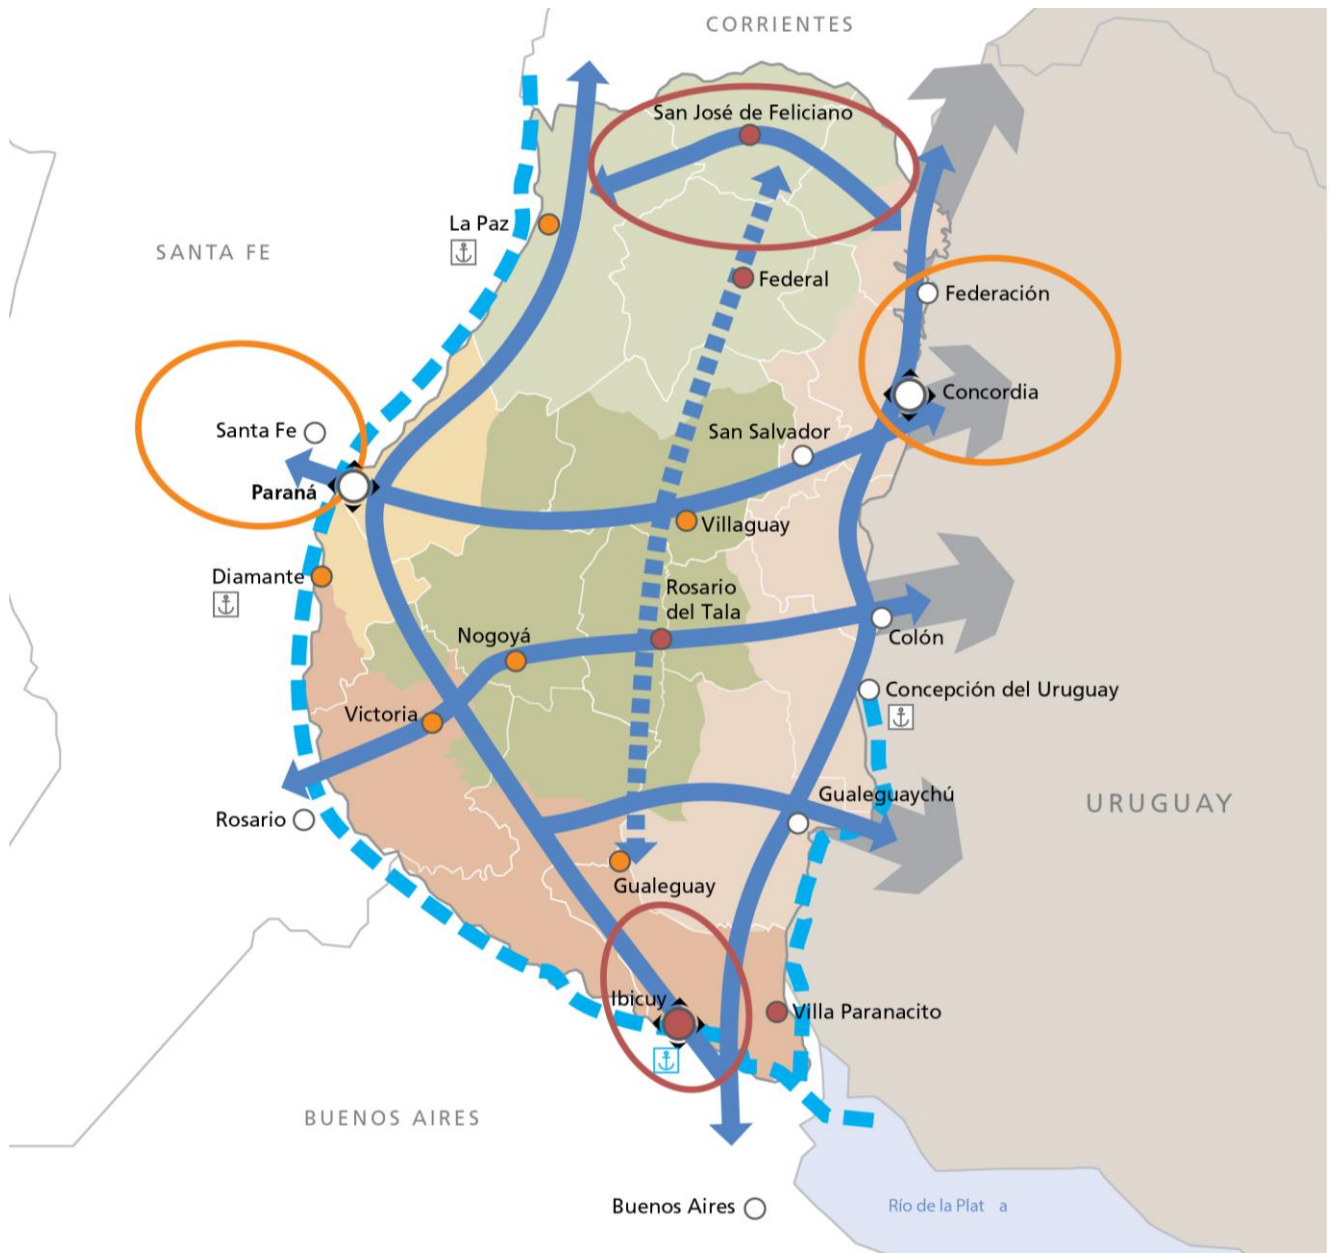 CORRIENTES
San José de Feliciano
La Paz
SANTA FE
Federal
Federación
Concordia
Santa Fe
San Salvador
Paraná
Villaguay
Diamante
Rosario
del Tala
Nogoyá
Colón
Concepción del Uruguay
Victoria
Gualeguaychú
URUGUAY
Rosario
Gualeguay
Ibicuy
Villa Paranacito
BUENOS AIRES
Buenos Aires
Río de la Plat a